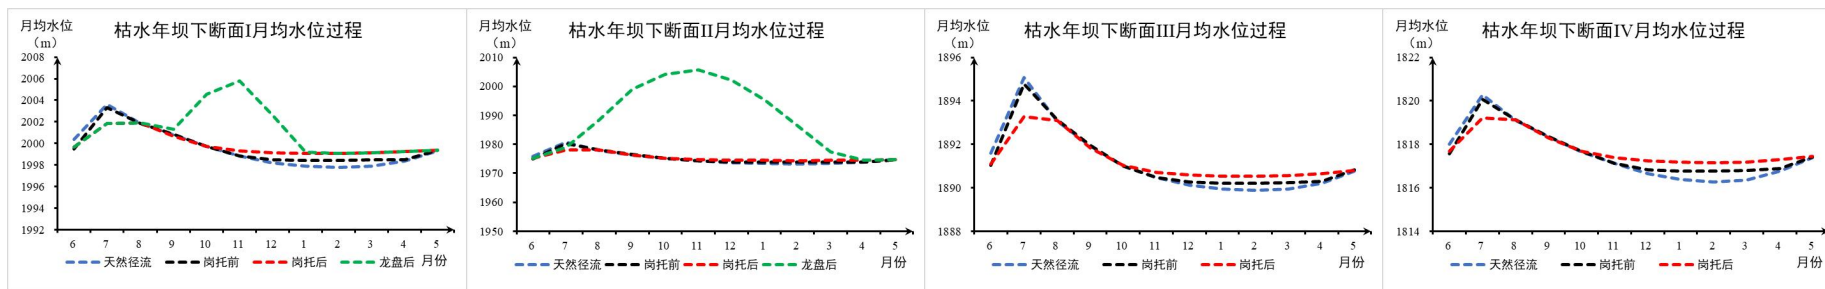 月均水位
(m)
枯水年坝下断面I月均水位过程
2008
2006
2004
2002
2000
1998
1996
1994
1992
6 7 8 9 10 11 12 1 2 3 4 5
月份
天然径流 岗托前 岗托后 龙盘后
月均水位
(m)
枯水年坝下断面II月均水位过程
2010
2000
1990
1980
1970
1960
1950
6 7 8 9 10 11 12 1 2 3 4 5
月份
天然径流 岗托前 岗托后 龙盘后
月均水位
(m)
枯水年坝下断面III月均水位过程
1896
1894
1892
1890
1888
6 7 8 9 10 11 12 1 2 3 4 5
月份
天然径流 岗托前 岗托后
月均水位
(m)
枯水年坝下断面IV月均水位过程
1822
1820
1818
1816
1814
6 7 8 9 10 11 12 1 2 3 4 5
月份
天然径流 岗托前 岗托后